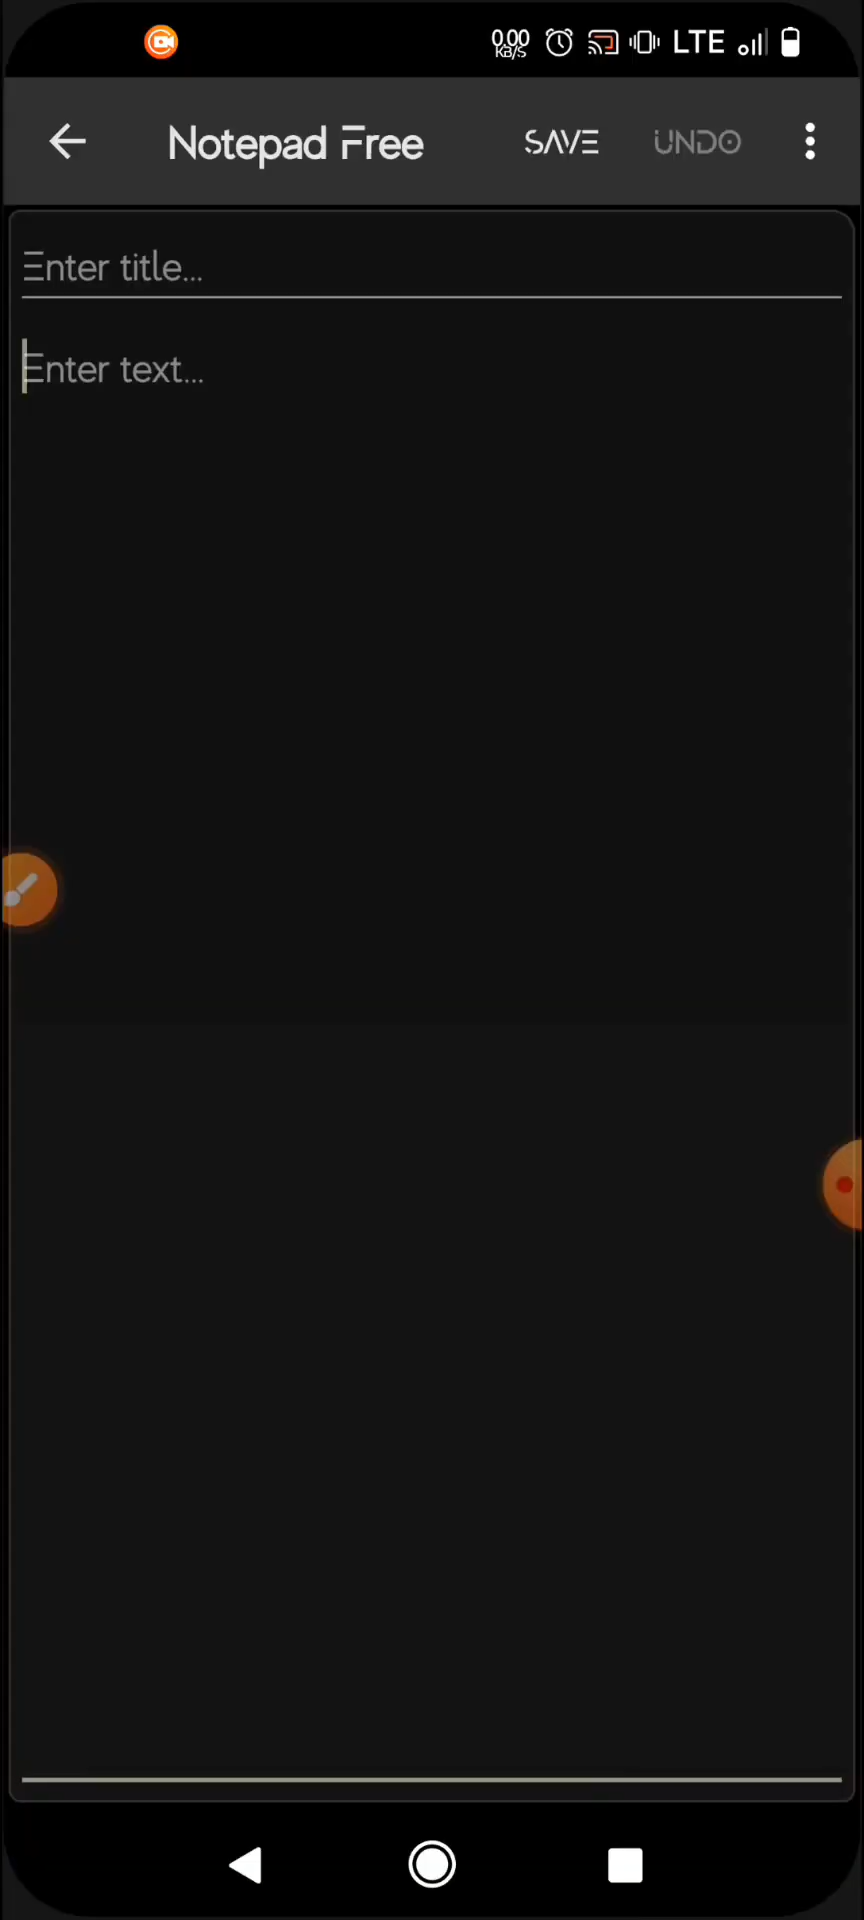 0.00
KB/S
LTE
Notepad Free
SAVE
UNDO
Enter title...
Enter text...